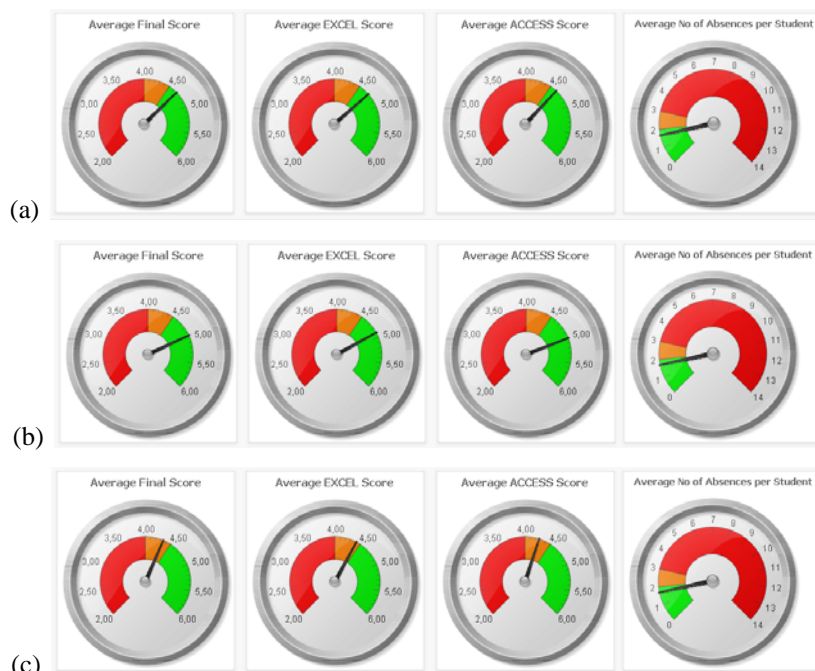 Average Final Score
2,00 2,50 3,00 3,50 4,00 4,50 5,00 5,50 6,00
Average EXCEL Score
2,00 2,50 3,00 3,50 4,00 4,50 5,00 5,50 6,00
Average ACCESS Score
2,00 2,50 3,00 3,50 4,00 4,50 5,00 5,50 6,00
Average No of Absences per Student
0 1 2 3 4 5 6 7 8 9 10 11 12 13 14
(a)
Average Final Score
2,00 2,50 3,00 3,50 4,00 4,50 5,00 5,50 6,00
Average EXCEL Score
2,00 2,50 3,00 3,50 4,00 4,50 5,00 5,50 6,00
Average ACCESS Score
2,00 2,50 3,00 3,50 4,00 4,50 5,00 5,50 6,00
Average No of Absences per Student
0 1 2 3 4 5 6 7 8 9 10 11 12 13 14
(b)
Average Final Score
2,00 2,50 3,00 3,50 4,00 4,50 5,00 5,50 6,00
Average EXCEL Score
2,00 2,50 3,00 3,50 4,00 4,50 5,00 5,50 6,00
Average ACCESS Score
2,00 2,50 3,00 3,50 4,00 4,50 5,00 5,50 6,00
Average No of Absences per Student
0 1 2 3 4 5 6 7 8 9 10 11 12 13 14
(c)